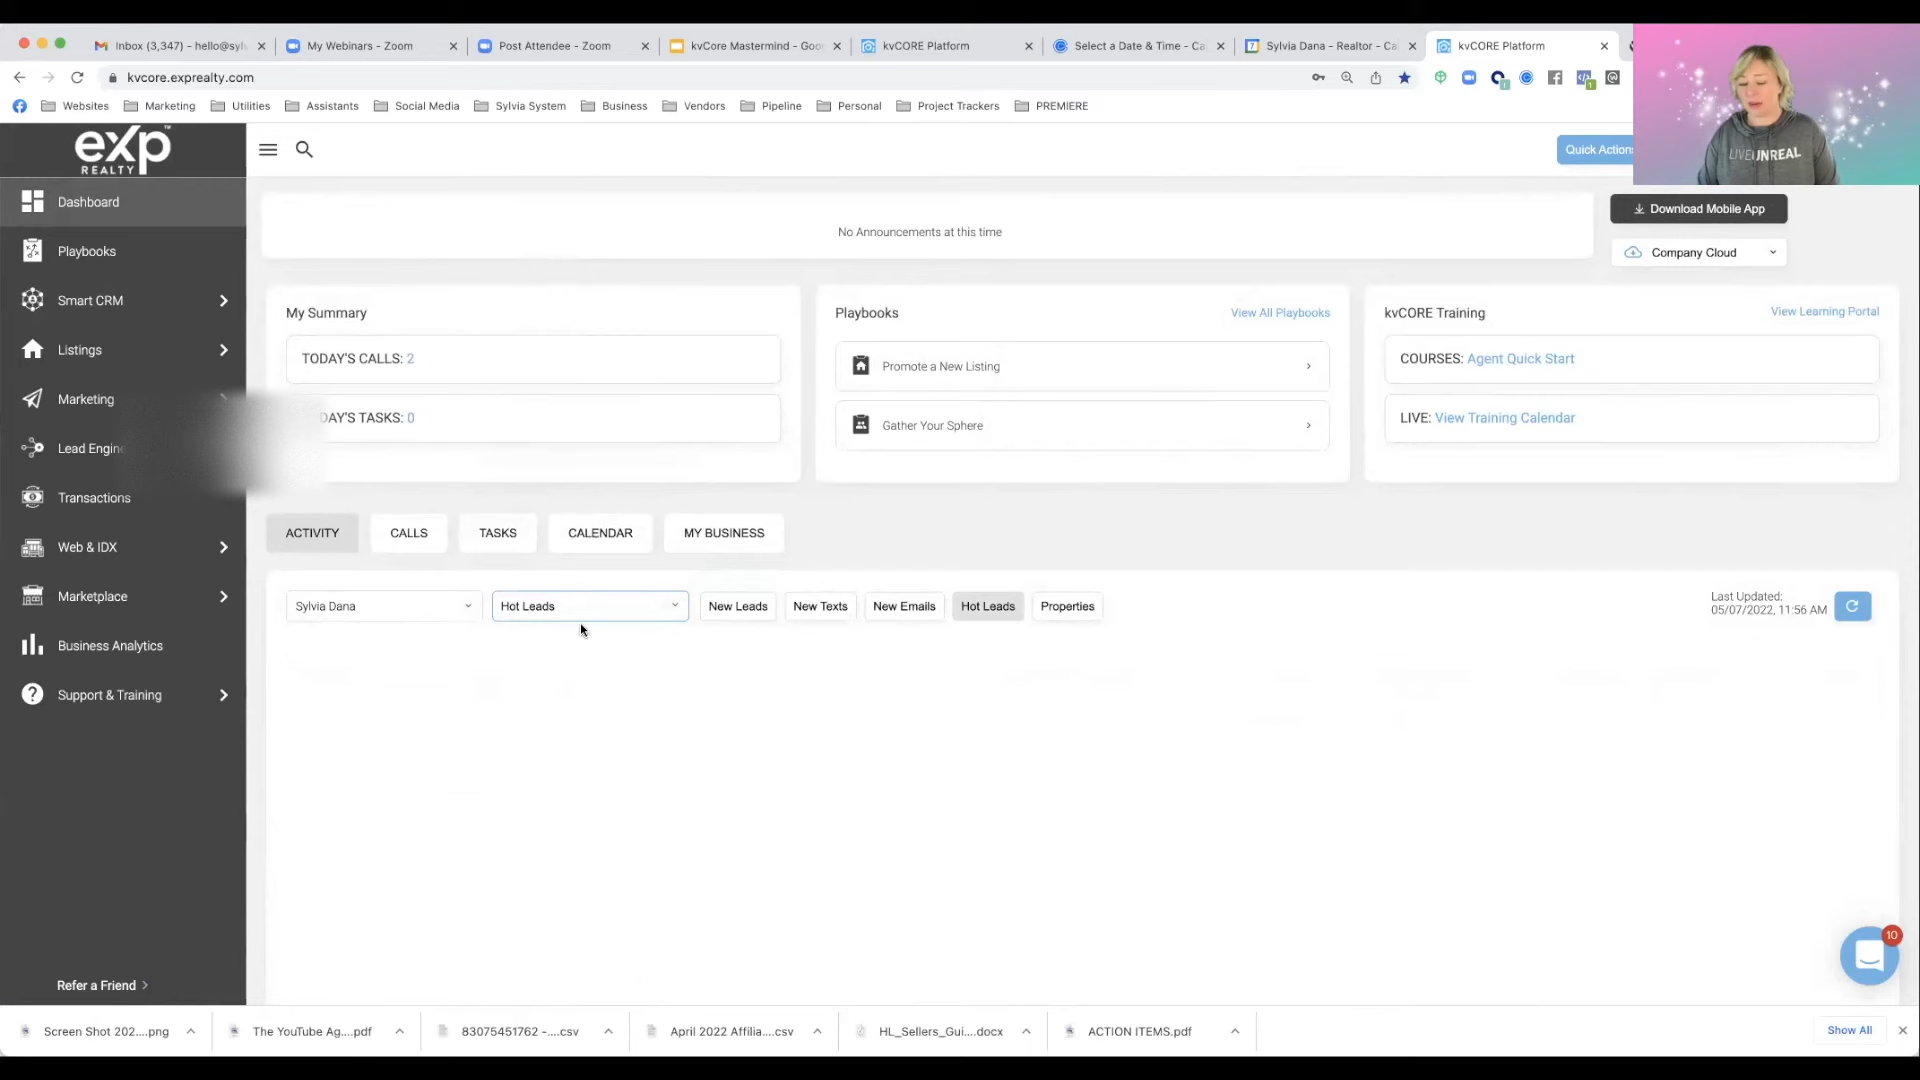 Inbox (3,347) - hello@syl
My Webinars - Zoom
Post Attendee - Zoom
kvCore Mastermind - Goo
kvCORE Platform
Select a Date & Time - Ca
Sylvia Dana - Realtor - Ca
kvCORE Platform
kvcore.exprealty.com
Websites
Marketing
Utilities
Assistants
Social Media
Sylvia System
Business
Vendors
Pipeline
Personal
Project Trackers
PREMIERE
LIVE UNREAL
exp
REALTY
Quick Actions
Dashboard
Playbooks
Smart CRM
Listings
Marketing
Lead Engine
Transactions
Web & IDX
Marketplace
Business Analytics
Support & Training
Refer a Friend
No Announcements at this time
Download Mobile App
Company Cloud
My Summary
TODAY'S CALLS: 2
DAY'S TASKS: 0
Playbooks
View All Playbooks
Promote a New Listing
Gather Your Sphere
kvCORE Training
View Learning Portal
COURSES: Agent Quick Start
LIVE: View Training Calendar
ACTIVITY
CALLS
TASKS
CALENDAR
MY BUSINESS
Sylvia Dana
Hot Leads
New Leads
New Texts
New Emails
Hot Leads
Properties
Last Updated:
05/07/2022, 11:56 AM
10
Screen Shot 202....png
The YouTube Ag....pdf
83075451762 -....csv
April 2022 Affilia....csv
HL_Sellers_Gui....docx
ACTION ITEMS.pdf
Show All